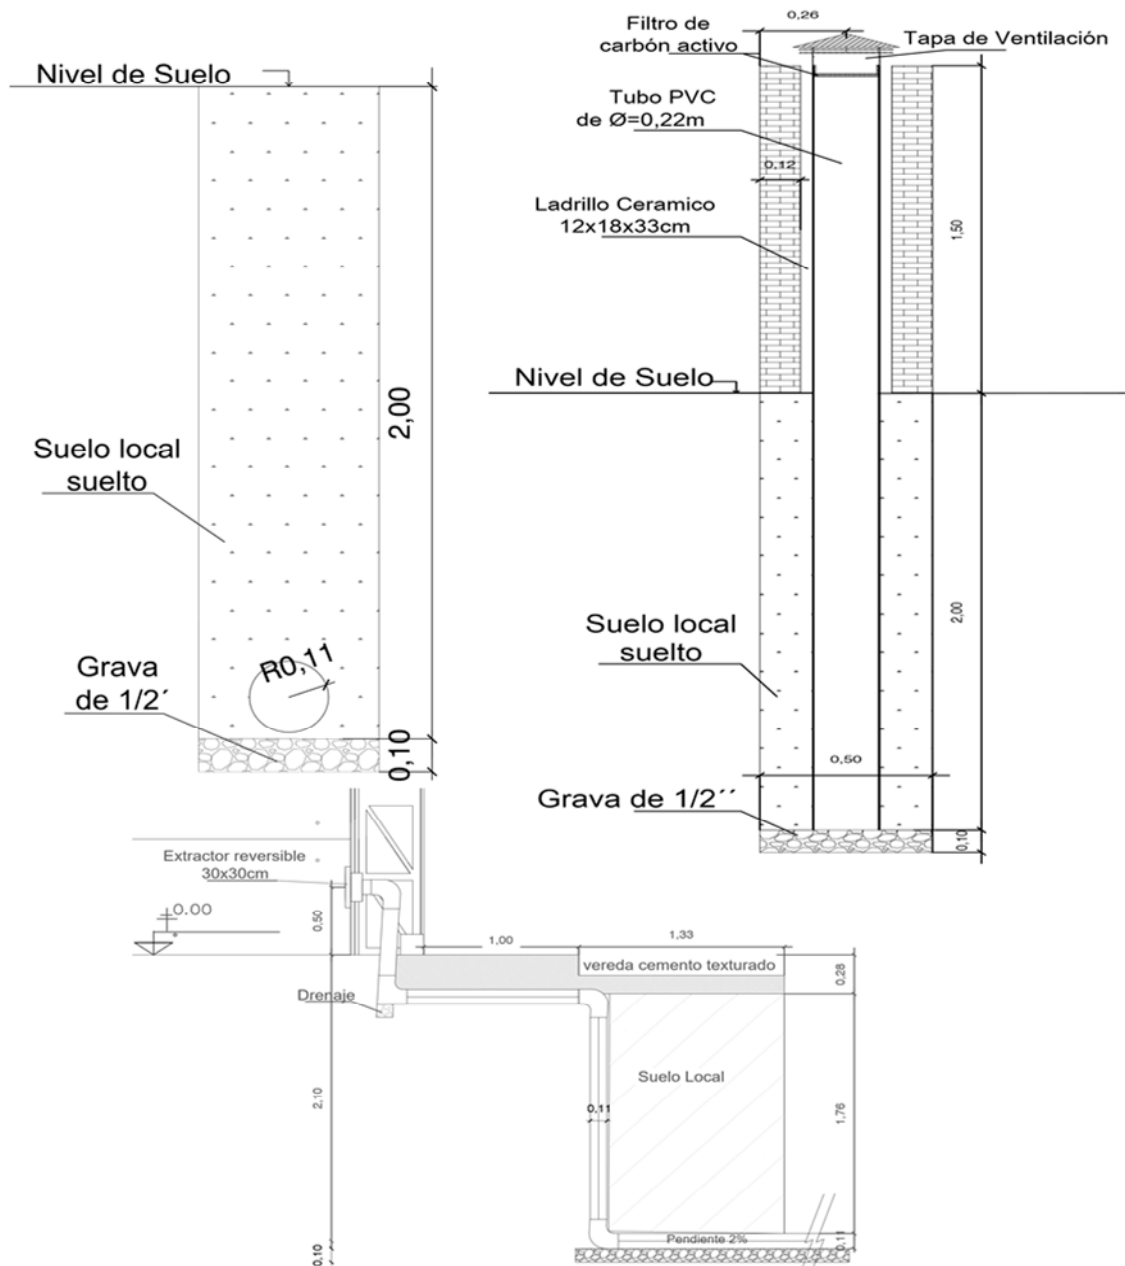 Nivel de Suelo
2,00
Suelo local
suelto
R0,11
Grava
de 1/2´
0,10
0,26
Filtro de
carbón activo
Tapa de Ventilación
Tubo PVC
de Ø=0,22m
0,12
Ladrillo Ceramico
12x18x33cm
1,50
Nivel de Suelo
2,00
Suelo local
suelto
0,50
Grava de 1/2´´
0,10
Extractor reversible
30x30cm
0.00
0,50
1,00
1,33
vereda cemento texturado
0,28
Drenaje
Suelo Local
2,10
0,11
1,76
Pendiente 2%
0,11
0,10